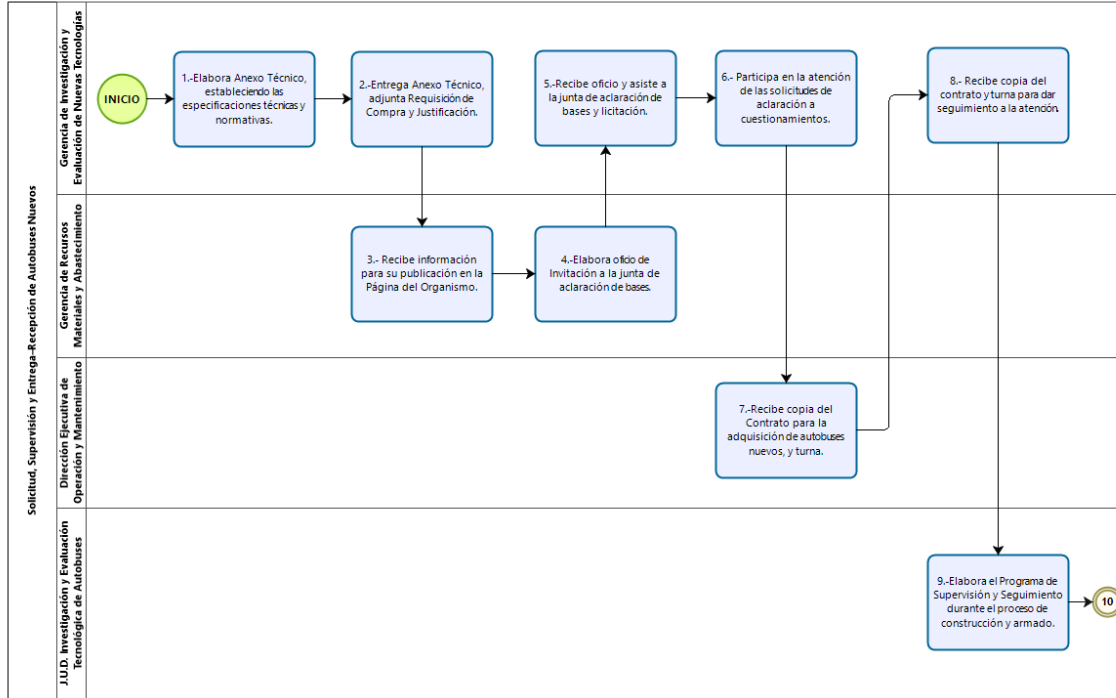 Solicitud, Supervisión y Entrega-Recepción de Autobuses Nuevos
Gerencia de Investigación y
Evaluación de Nuevas Tecnologías
INICIO
1.-Elabora Anexo Técnico,
estableciendo las
especificaciones técnicas y
normativas.
2.-Entrega Anexo Técnico,
adjunta Requisición de
Compra y Justificación.
5.-Recibe oficio y asiste a
la junta de aclaración de
bases y licitación.
6.- Participa en la atención
de las solicitudes de
aclaración a
cuestionamientos.
8.- Recibe copia del
contrato y turna para dar
seguimiento a la atención.
Gerencia de Recursos
Materiales y Abastecimiento
3.- Recibe información
para su publicación en la
Página del Organismo.
4.-Elabora oficio de
Invitación a la junta de
aclaración de bases.
Dirección Ejecutiva de
Operación y Mantenimiento
7.-Recibe copia del
Contrato para la
adquisición de autobuses
nuevos, y turna.
J.U.D. Investigación y Evaluación
Tecnológica de Autobuses
9.-Elabora el Programa de
Supervisión y Seguimiento
durante el proceso de
construcción y armado.
10